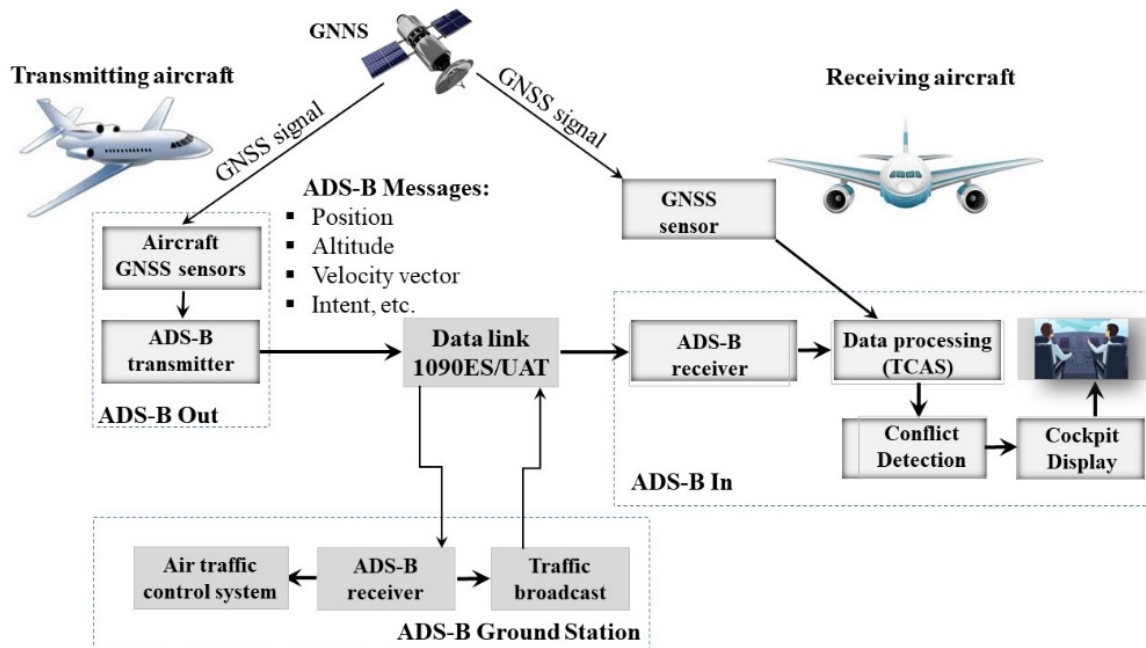 GNNS
Transmitting aircraft
Receiving aircraft
GNSS signal
GNSS signal
ADS-B Messages:
▪ Position
▪ Altitude
▪ Velocity vector
▪ Intent, etc.
GNSS
sensor
Aircraft
GNSS sensors
ADS-B
transmitter
ADS-B Out
Data link
1090ES/UAT
ADS-B
receiver
Data processing
(TCAS)
Conflict
Detection
Cockpit
Display
ADS-B In
Air traffic
control system
ADS-B
receiver
Traffic
broadcast
ADS-B Ground Station